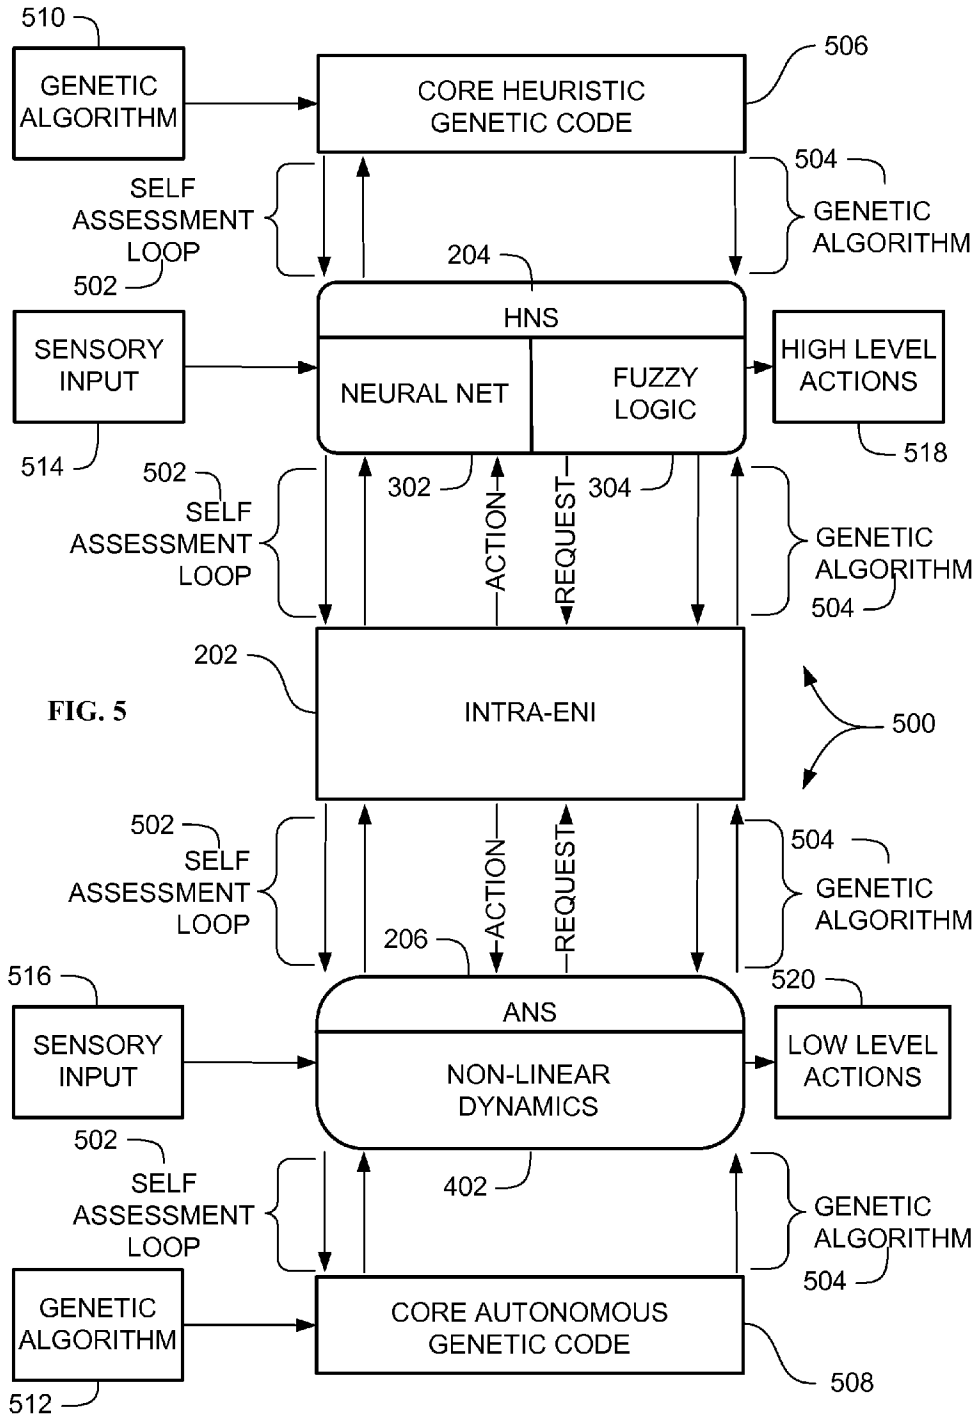 510
GENETIC
ALGORITHM
CORE HEURISTIC
GENETIC CODE
506
SELF
ASSESSMENT
LOOP
502
504
GENETIC
ALGORITHM
204
HNS
SENSORY
INPUT
514
NEURAL NET
FUZZY
LOGIC
HIGH LEVEL
ACTIONS
518
502
SELF
ASSESSMENT
LOOP
302
ACTION
REQUEST
304
GENETIC
ALGORITHM
504
202
INTRA-ENI
FIG. 5
500
502
SELF
ASSESSMENT
LOOP
ACTION
REQUEST
504
GENETIC
ALGORITHM
206
516
SENSORY
INPUT
ANS
NON-LINEAR
DYNAMICS
520
LOW LEVEL
ACTIONS
502
SELF
ASSESSMENT
LOOP
402
GENETIC
ALGORITHM
504
GENETIC
ALGORITHM
512
CORE AUTONOMOUS
GENETIC CODE
508